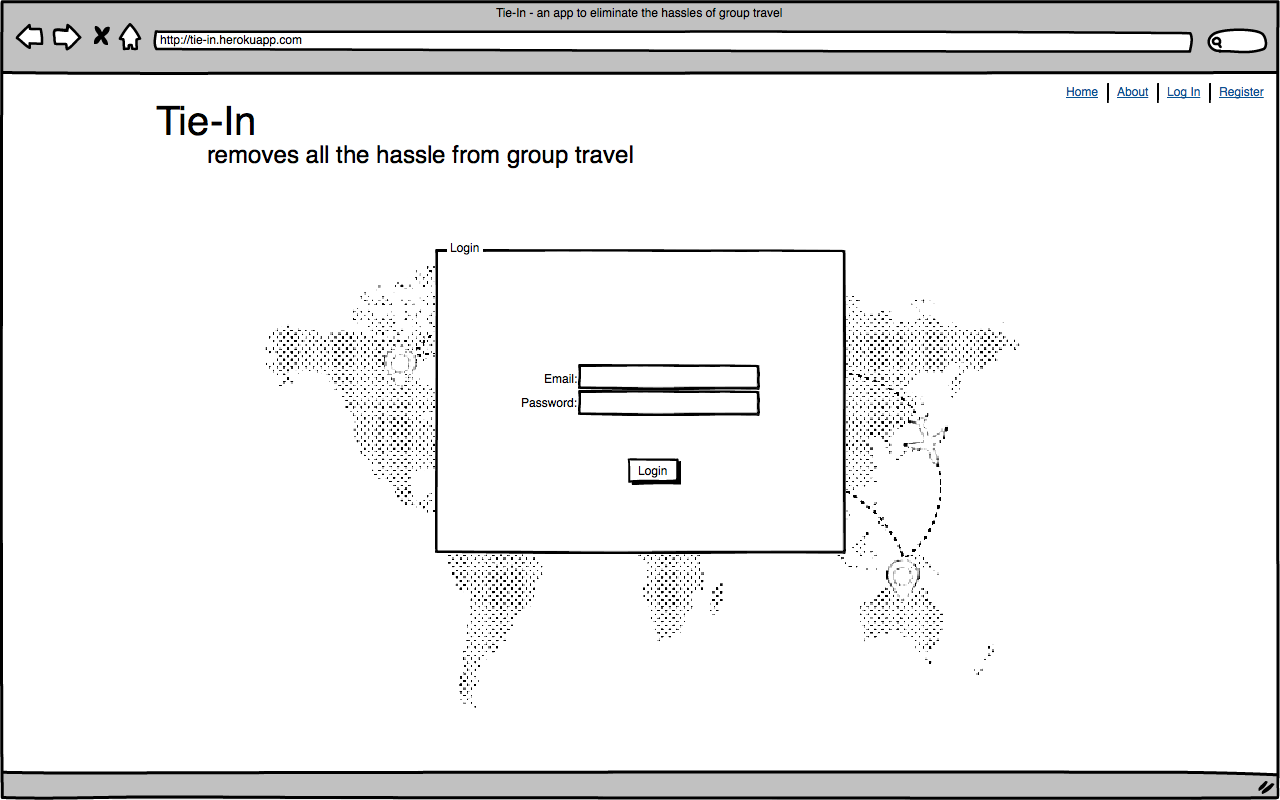 Tie-In - an app to eliminate the hassles of group travel
http://tie-in.herokuapp.com
Home About Log In Register
Tie-In
removes all the hassle from group travel
Login
Email:
Password:
Login